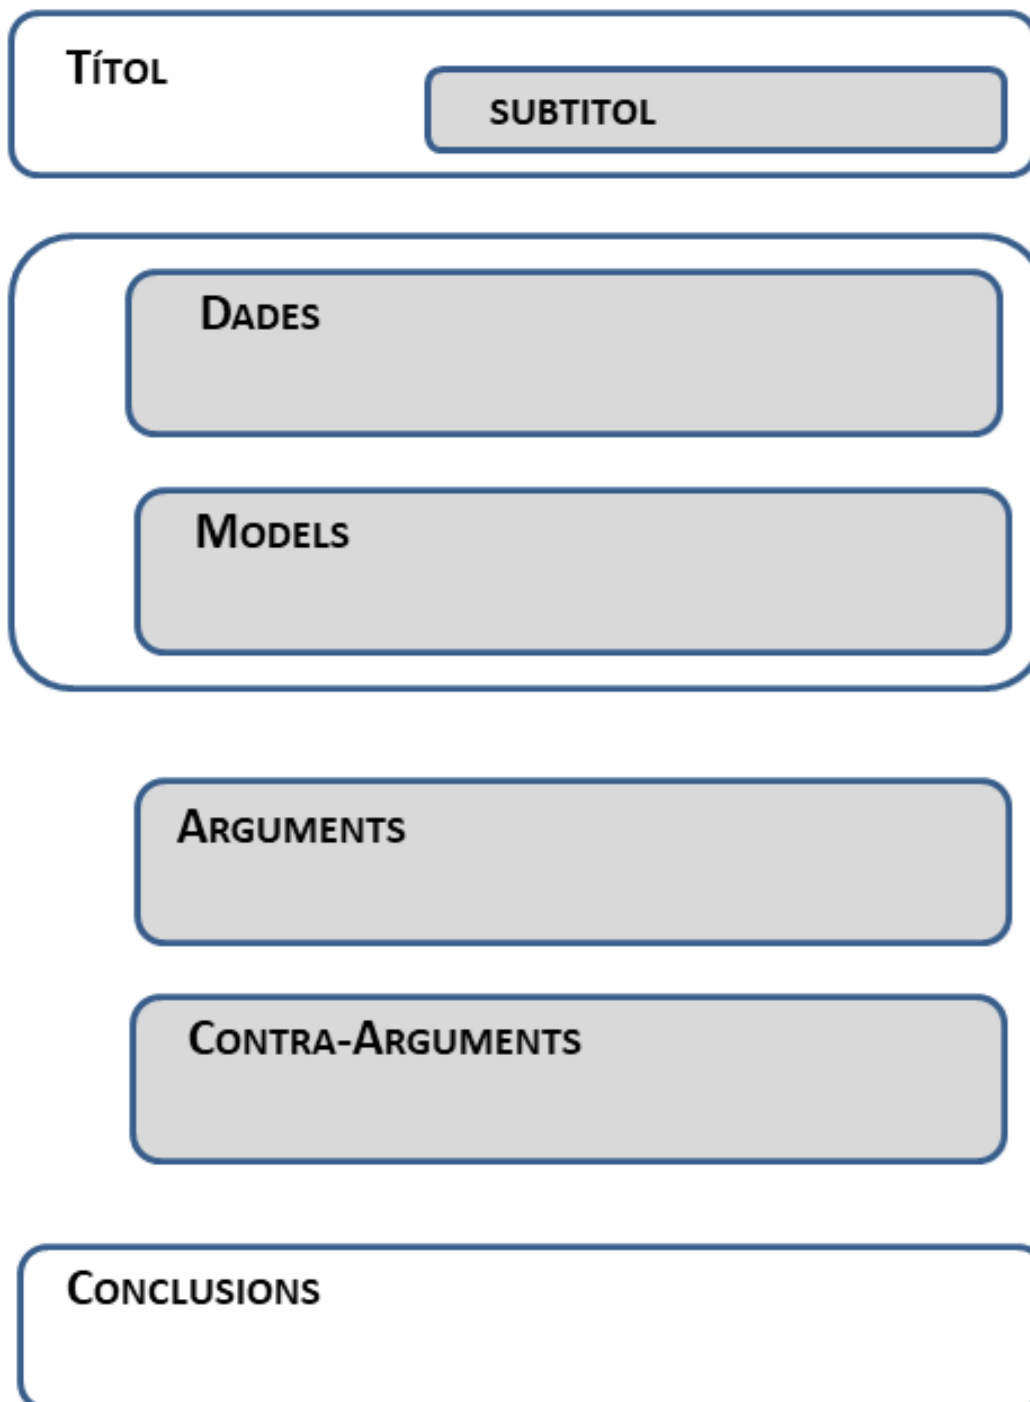 TÍTOL
SUBTITOL
DADES
MODELS
ARGUMENTS
CONTRA-ARGUMENTS
CONCLUSIONS